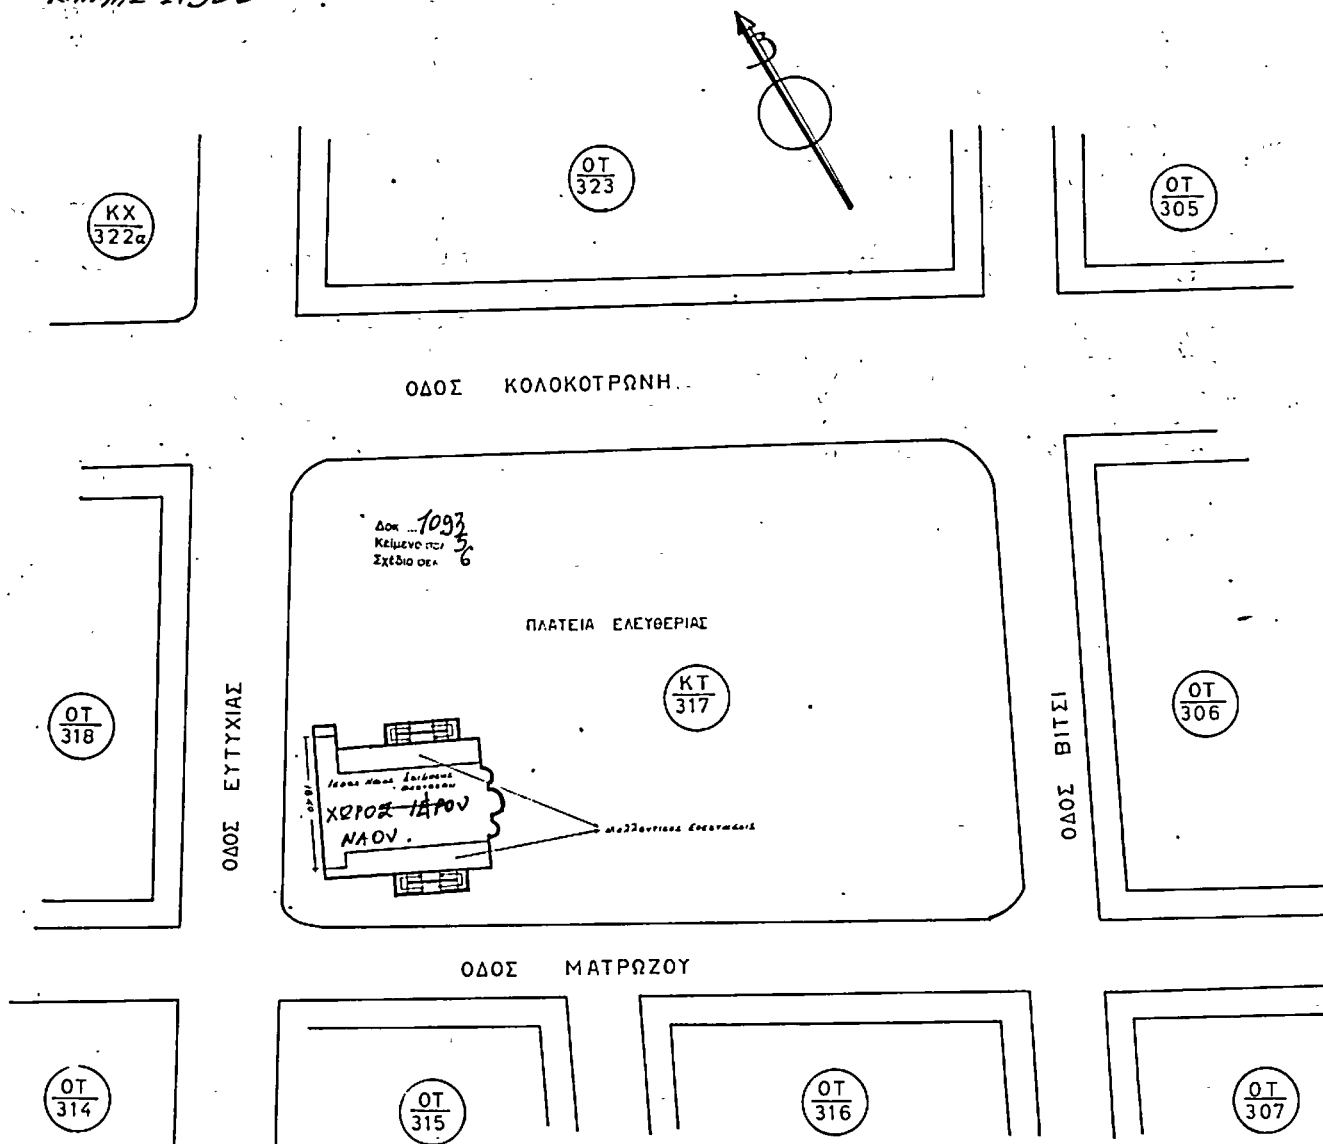 Β
ΟΤ
323
ΚΧ
322α
ΟΤ
305
ΟΔΟΣ ΚΟΛΟΚΟΤΡΩΝΗ
Δοκ ... 1093
Κείμενο σελ 5
Σχέδιο σελ 6
ΠΛΑΤΕΙΑ ΕΛΕΥΘΕΡΙΑΣ
ΚΤ
317
ΟΤ
318
ΟΔΟΣ ΕΥΤΥΧΙΑΣ
ΟΔΟΣ ΒΙΤΣΙ
ΟΤ
306
Ιερος Ναος
ΧΩΡΟΣ ΙΕΡΟΥ
ΝΑΟΥ.
ΟΔΟΣ ΜΑΤΡΩΖΟΥ
ΟΤ
314
ΟΤ
315
ΟΤ
316
ΟΤ
307